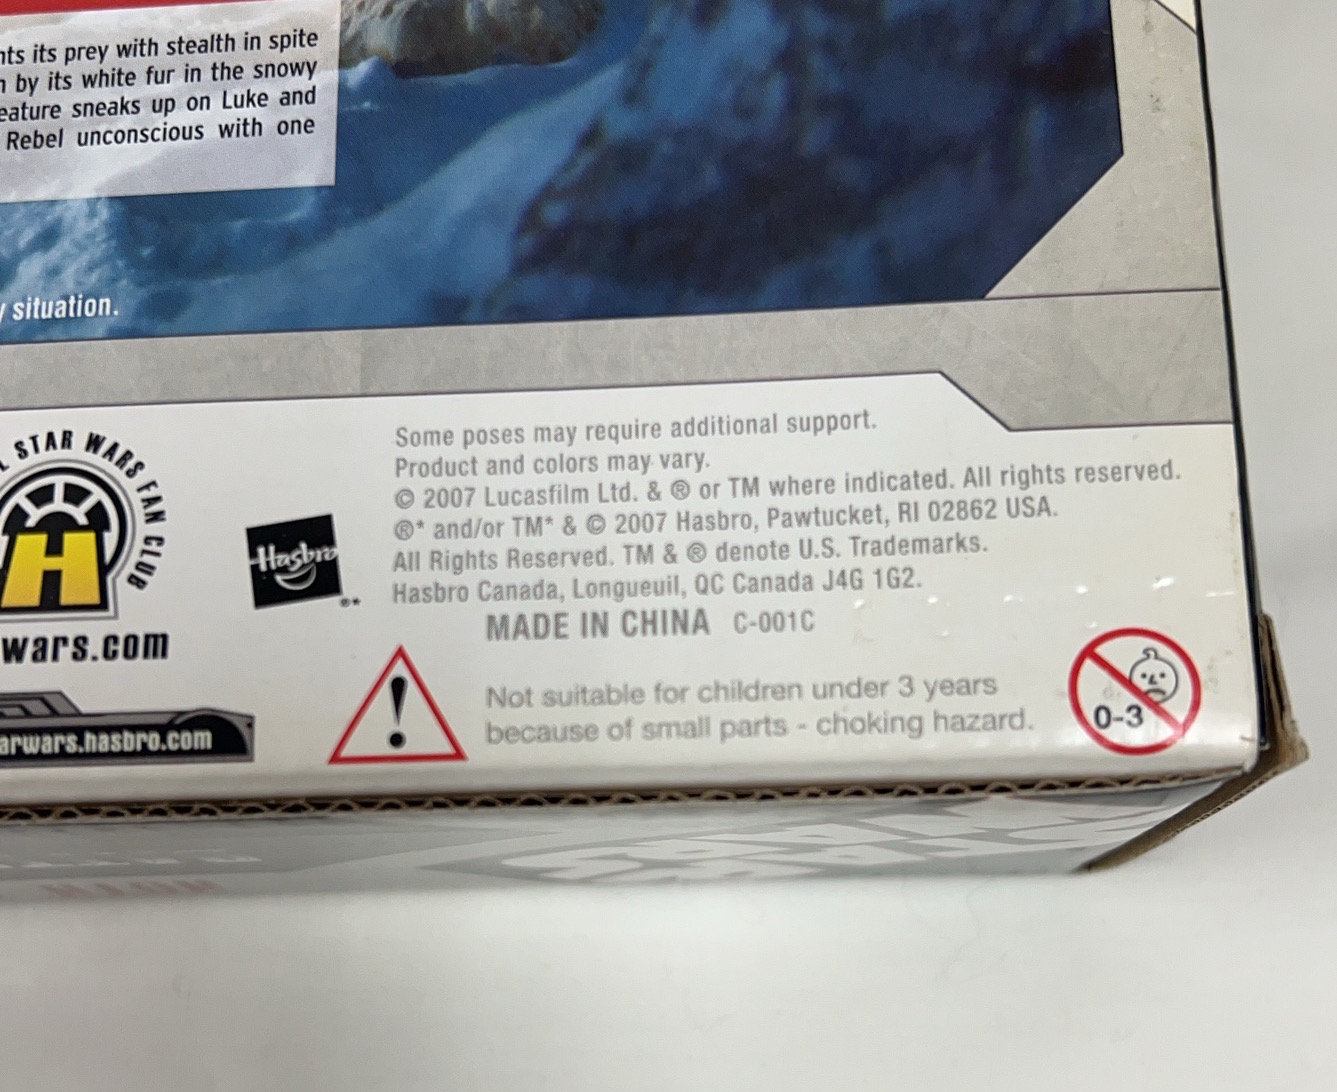 its prey with stealth in spite
by its white fur in the snowy
sneaks up on Luke and
Rebel unconscious with one
situation.
STAR WARS FAN CLUB
H
wars.com
arwars.hasbro.com
Hasbro
®*
Some poses may require additional support.
Product and colors may vary.
© 2007 Lucasfilm Ltd. & ® or TM where indicated. All rights reserved.
®* and/or TM* & © 2007 Hasbro, Pawtucket, RI 02862 USA.
All Rights Reserved. TM & ® denote U.S. Trademarks.
Hasbro Canada, Longueuil, QC Canada J4G 1G2.
MADE IN CHINA C-001C
!
Not suitable for children under 3 years
because of small parts - choking hazard.
0-3
STAR WARS